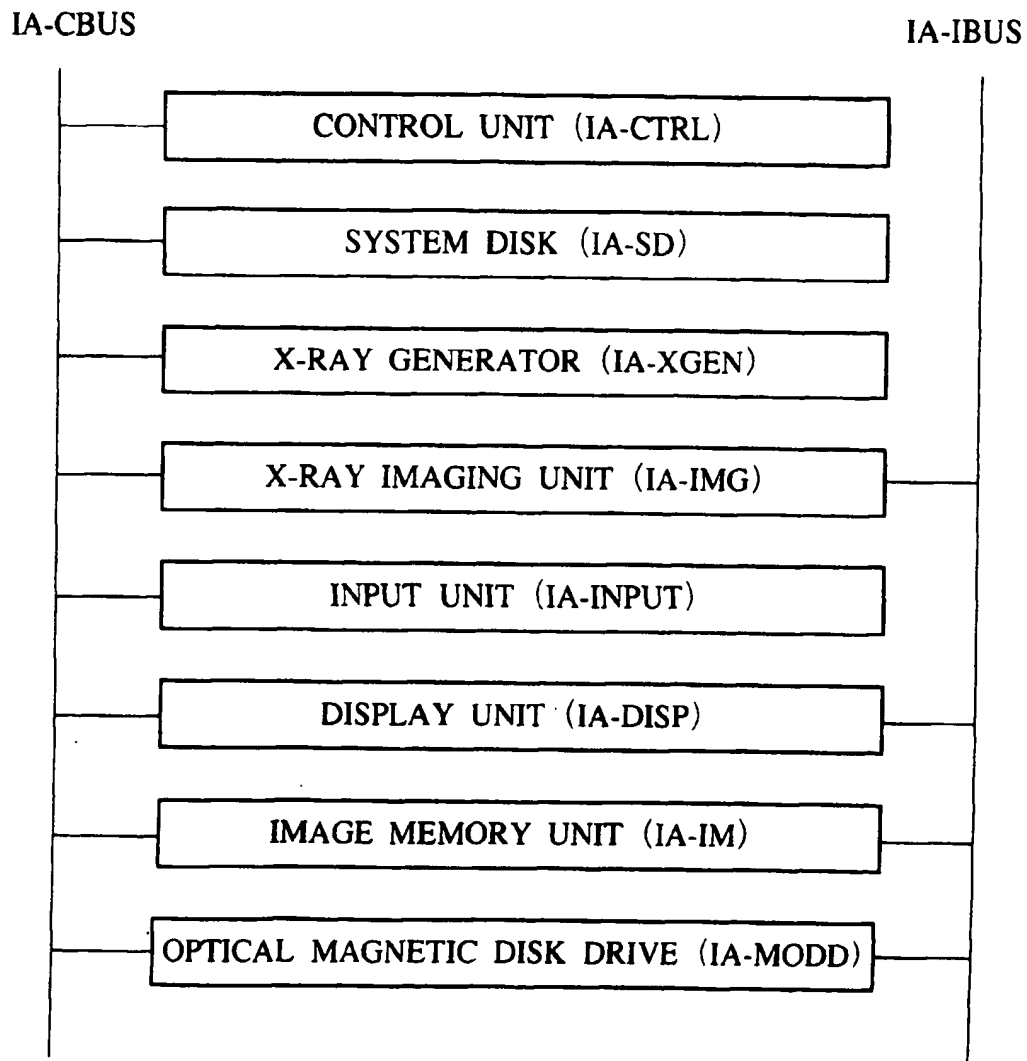 IA-CBUS
IA-IBUS
CONTROL UNIT (IA-CTRL)
SYSTEM DISK (IA-SD)
X-RAY GENERATOR (IA-XGEN)
X-RAY IMAGING UNIT (IA-IMG)
INPUT UNIT (IA-INPUT)
DISPLAY UNIT (IA-DISP)
IMAGE MEMORY UNIT (IA-IM)
OPTICAL MAGNETIC DISK DRIVE (IA-MODD)